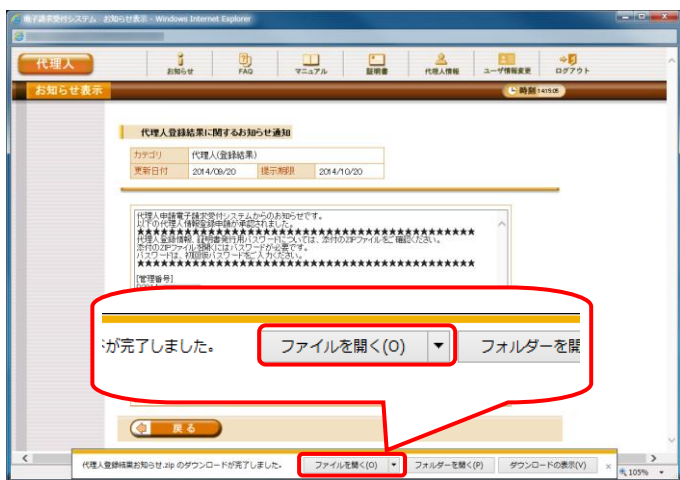 電子請求受付システム お知らせ表示 - Windows Internet Explorer
代理人
お知らせ
FAQ
マニュアル
証明書
代理人情報
ユーザ情報変更
ログアウト
お知らせ表示
時刻 14:19:05
代理人登録結果に関するお知らせ通知
カテゴリ 代理人(登録結果)
更新日付 2014/09/20 提示期限 2014/10/20
代理人申請電子請求受付システムからのお知らせです。
以下の代理人情報登録申請が承認されました。
★★★★★★★★★★★★★★★★★★★★★★★★★★★★★★★★★★★★★★★★
代理人登録情報、証明書発行用パスワードについては、添付のZIPファイルをご確認ください。
添付のZIPファイルを開くにはパスワードが必要です。
パスワードは、初回仮パスワードをご入力ください。
★★★★★★★★★★★★★★★★★★★★★★★★★★★★★★★★★★★★★★★★
[管理番号]
が完了しました。 ファイルを開く(O) ▼ フォルダーを開
戻る
代理人登録結果お知らせ.zip のダウンロードが完了しました。 ファイルを開く(O) ▼ フォルダーを開く(P) ダウンロードの表示(V) ×
105%